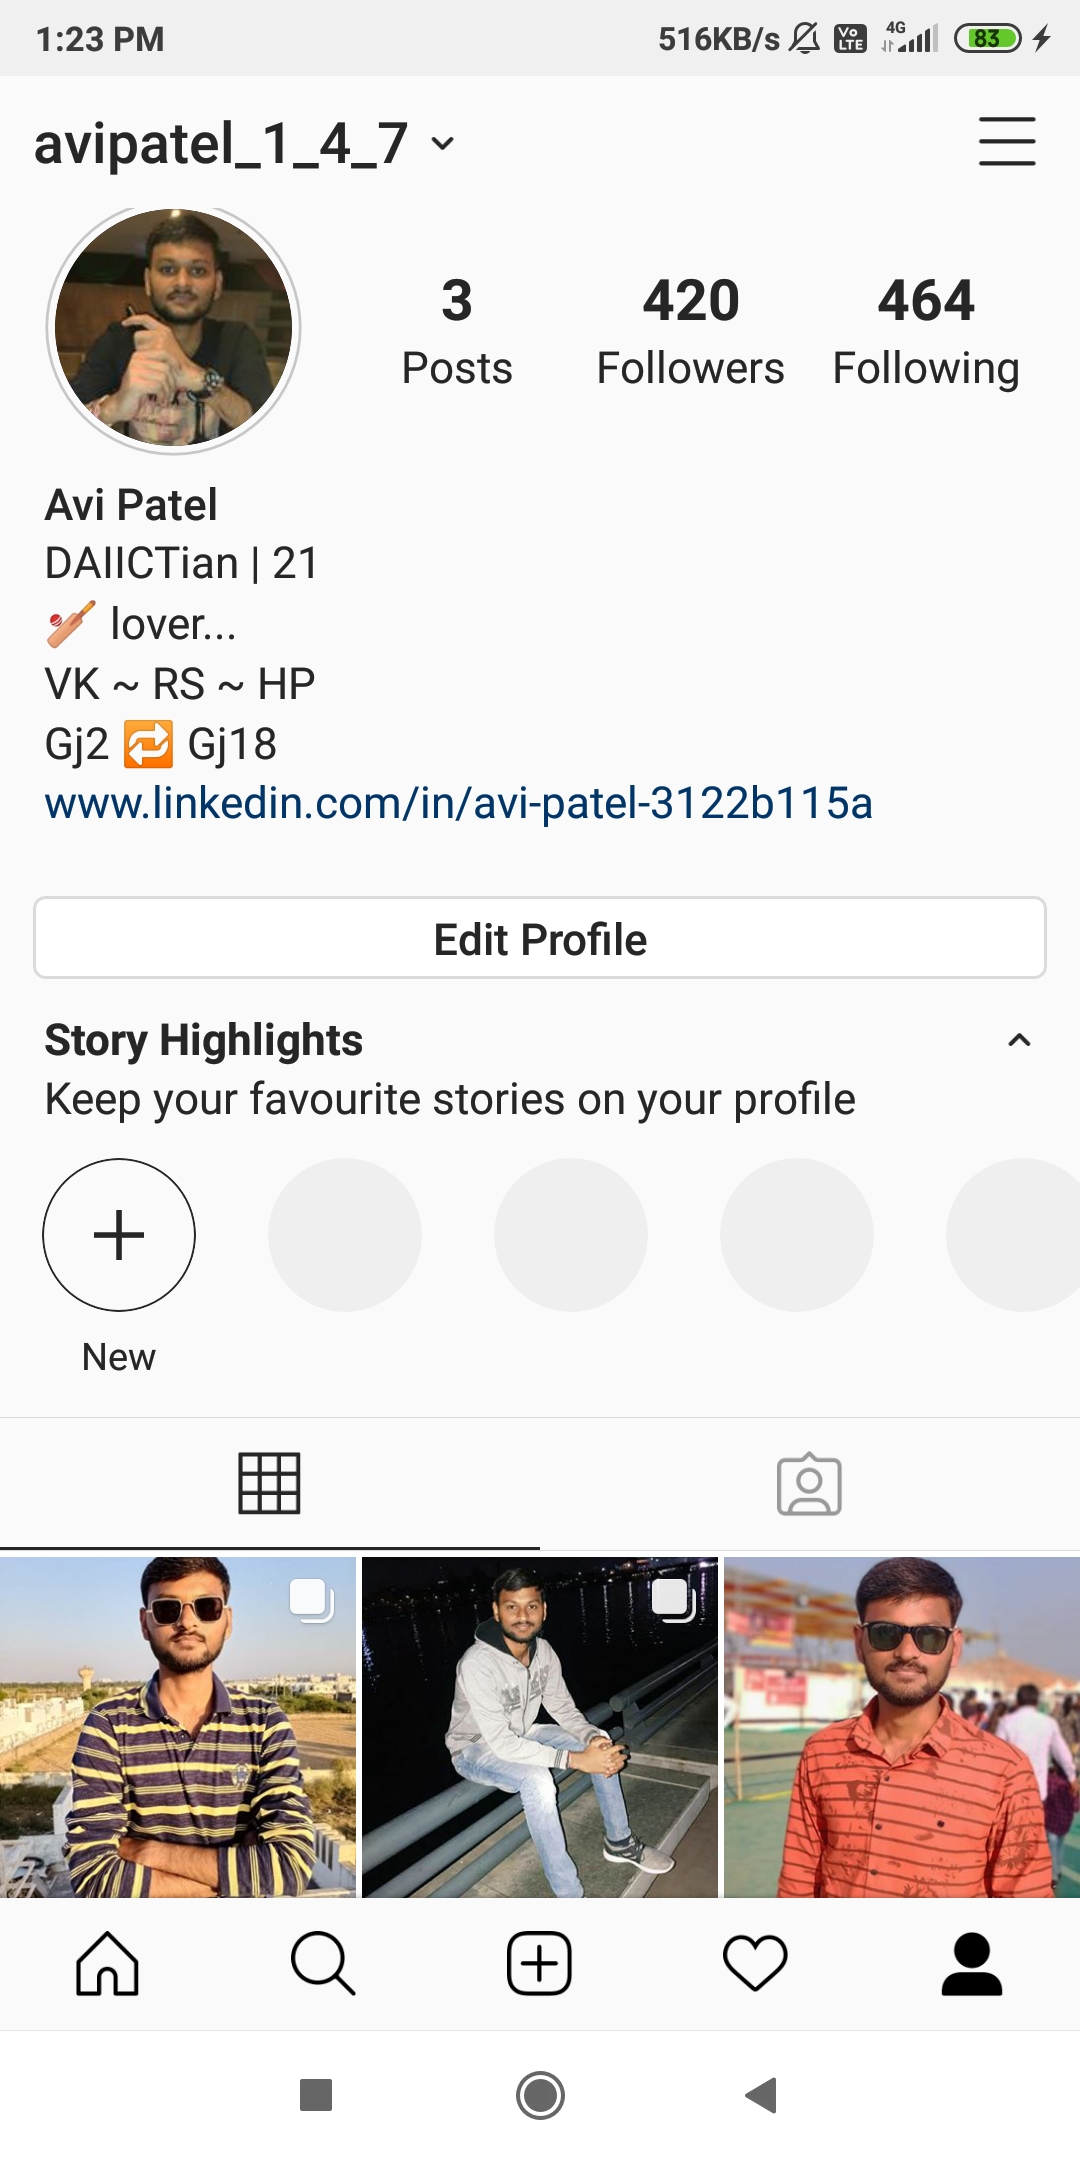 1:23 PM 516KB/s Vo LTE 4G 83
avipatel_1_4_7
3 420 464
Posts Followers Following
Avi Patel
DAIICTian | 21
🏏 lover...
VK ~ RS ~ HP
Gj2 🔁 Gj18
www.linkedin.com/in/avi-patel-3122b115a
Edit Profile
Story Highlights
Keep your favourite stories on your profile
New